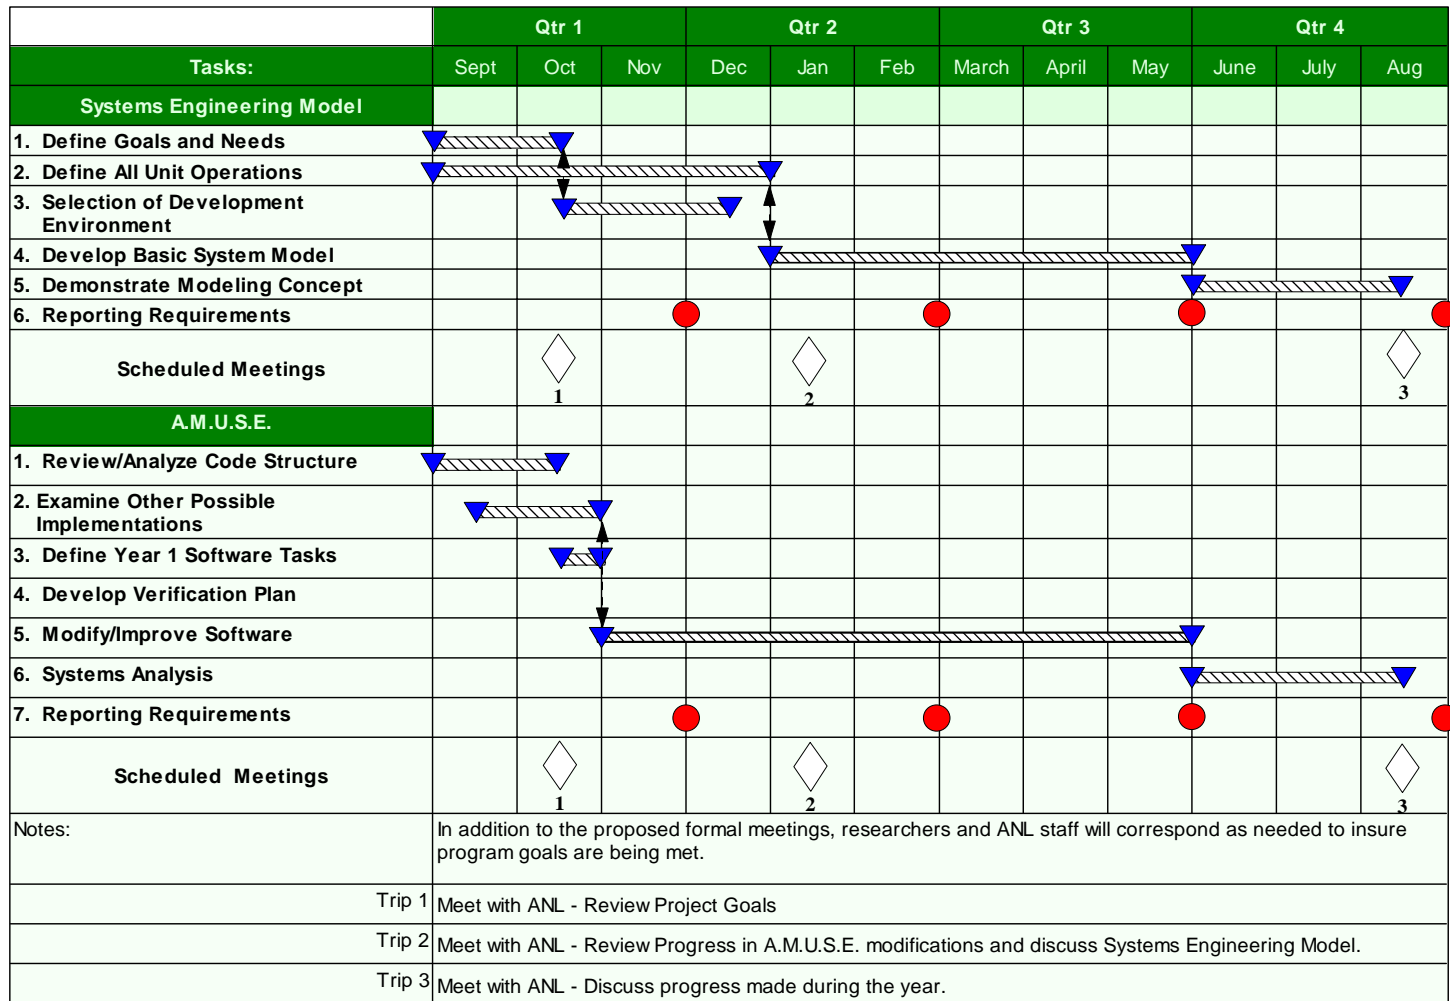 Qtr 1 Qtr 2 Qtr 3 Qtr 4
Tasks: Sept Oct Nov Dec Jan Feb March April May June July Aug
Systems Engineering Model
1. Define Goals and Needs
2. Define All Unit Operations
3. Selection of Development
Environment
4. Develop Basic System Model
5. Demonstrate Modeling Concept
6. Reporting Requirements
Scheduled Meetings
1 2 3
A.M.U.S.E.
1. Review/Analyze Code Structure
2. Examine Other Possible
Implementations
3. Define Year 1 Software Tasks
4. Develop Verification Plan
5. Modify/Improve Software
6. Systems Analysis
7. Reporting Requirements
Scheduled Meetings
1 2 3
Notes: In addition to the proposed formal meetings, researchers and ANL staff will correspond as needed to insure
program goals are being met.
Trip 1 Meet with ANL - Review Project Goals
Trip 2 Meet with ANL - Review Progress in A.M.U.S.E. modifications and discuss Systems Engineering Model.
Trip 3 Meet with ANL - Discuss progress made during the year.